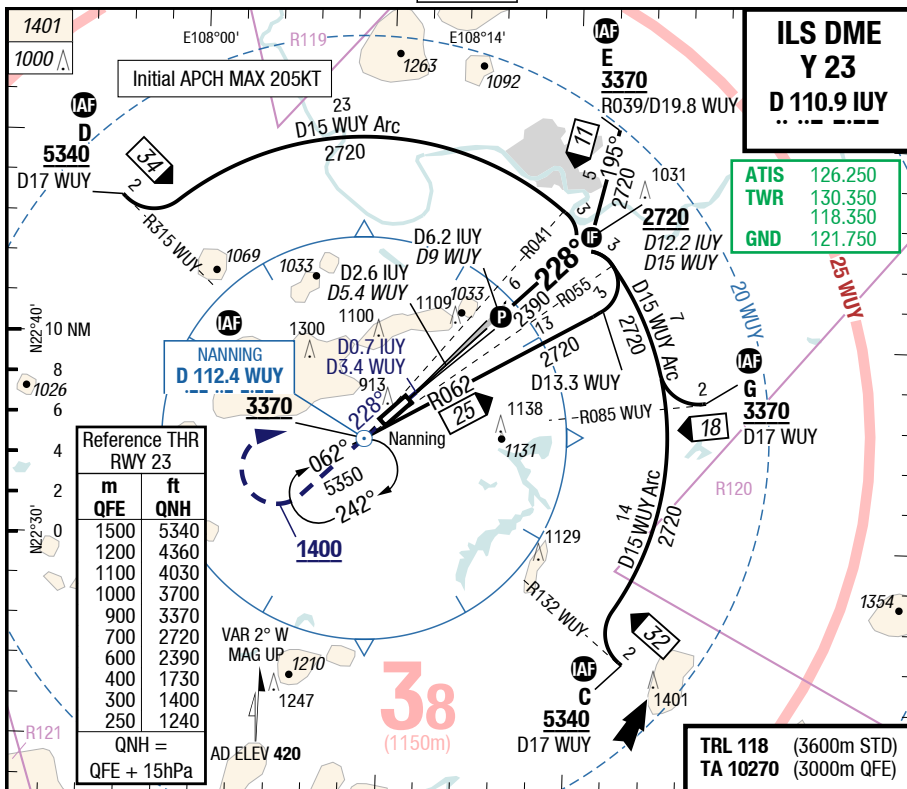 1401
1000
E108°00'
R119
E108°14'
1263
1092
Initial APCH MAX 205KT
IAF
E
3370
R039/D19.8 WUY
ILS DME
Y 23
D 110.9 IUY
ATIS 126.250
TWR 130.350
118.350
GND 121.750
IAF
D
5340
D17 WUY
2
34
23
D15 WUY Arc
2720
11
195°
5
2720
1031
3
IF
2720
D12.2 IUY
D15 WUY
3
R315 WUY
1069
1033
D6.2 IUY
D9 WUY
D2.6 IUY
D5.4 WUY
R041
6
228°
2390
R055
3
P
13
2720
1109
1033
1100
1300
D0.7 IUY
D3.4 WUY
913
D15 WUY Arc
7
2720
20 WUY
25 WUY
N22°40'
10 NM
8
6
4
2
0
N22°30'
1026
IAF
NANNING
D 112.4 WUY
3370
228°
R062
25
D13.3 WUY
Nanning
1138
1131
R085 WUY
2
IAF
G
3370
D17 WUY
18
R120
062°
5350
242°
1400
Reference THR
RWY 23
m ft
QFE QNH
1500 5340
1200 4360
1100 4030
1000 3700
900 3370
700 2720
600 2390
400 1730
300 1400
250 1240
QNH =
QFE + 15hPa
14
D15 WUY Arc
2720
1129
R132 WUY
32
2
1354
VAR 2° W
MAG UP
1210
1247
AD ELEV 420
38
(1150m)
IAF
C
5340
D17 WUY
1401
R121
TRL 118 (3600m STD)
TA 10270 (3000m QFE)